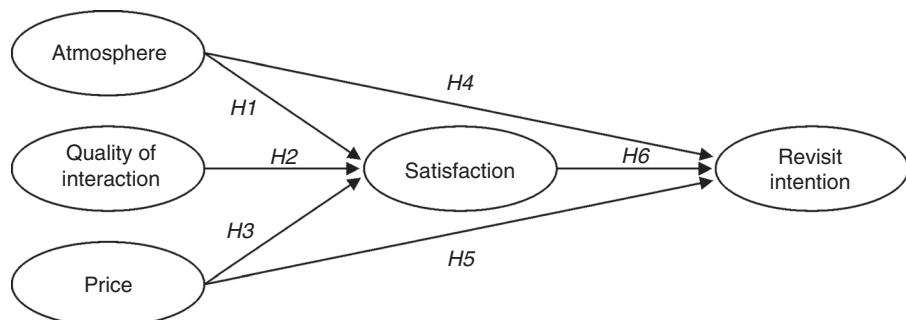 Atmosphere
H4
H1
Quality of
interaction
H2
Satisfaction
H6
Revisit
intention
H3
H5
Price